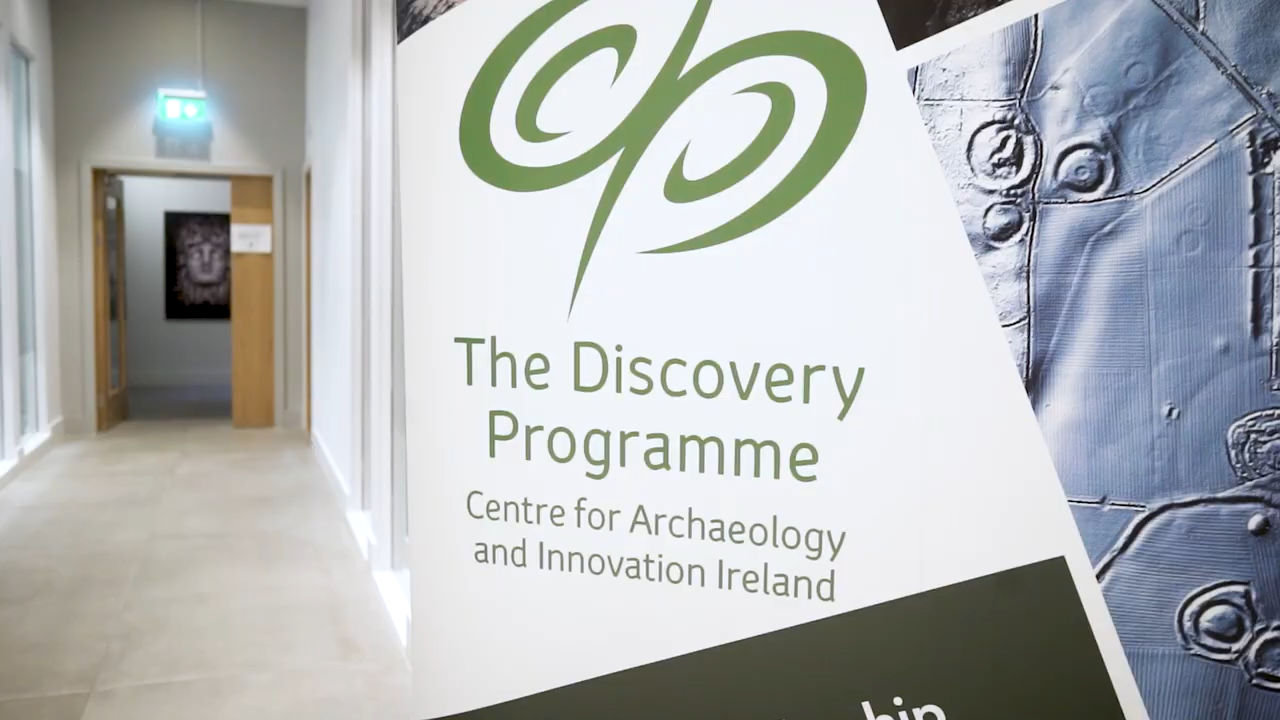 The Discovery
Programme
Centre for Archaeology
and Innovation Ireland